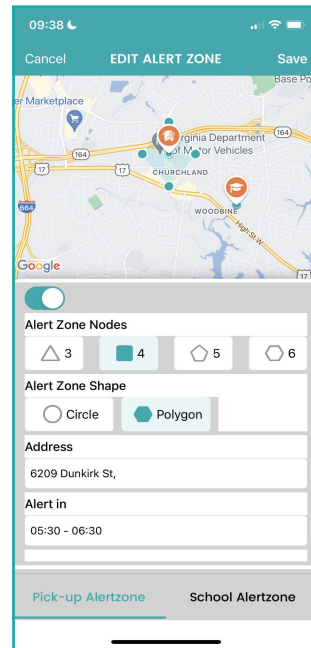 09:38
Cancel EDIT ALERT ZONE Save
Base Po
er Marketplace
Virginia Department
of Motor Vehicles
164
164
17
17
CHURCHLAND
664
WOODBINE
High St W
Google
17
Alert Zone Nodes
3 4 5 6
Alert Zone Shape
Circle Polygon
Address
6209 Dunkirk St,
Alert in
05:30 - 06:30
Pick-up Alertzone School Alertzone